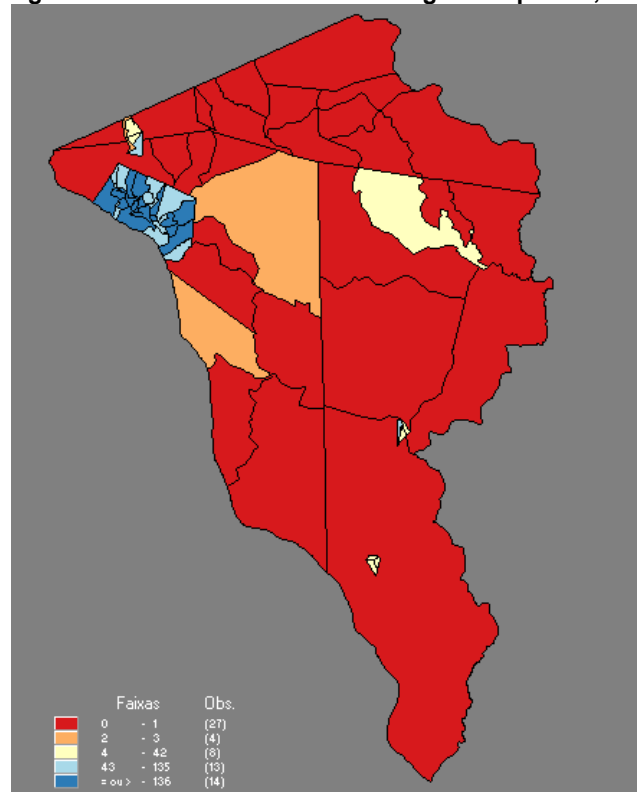 Faixas Obs.
0 - 1 (27)
2 - 3 (4)
4 - 42 (8)
43 - 135 (13)
= ou > - 136 (14)